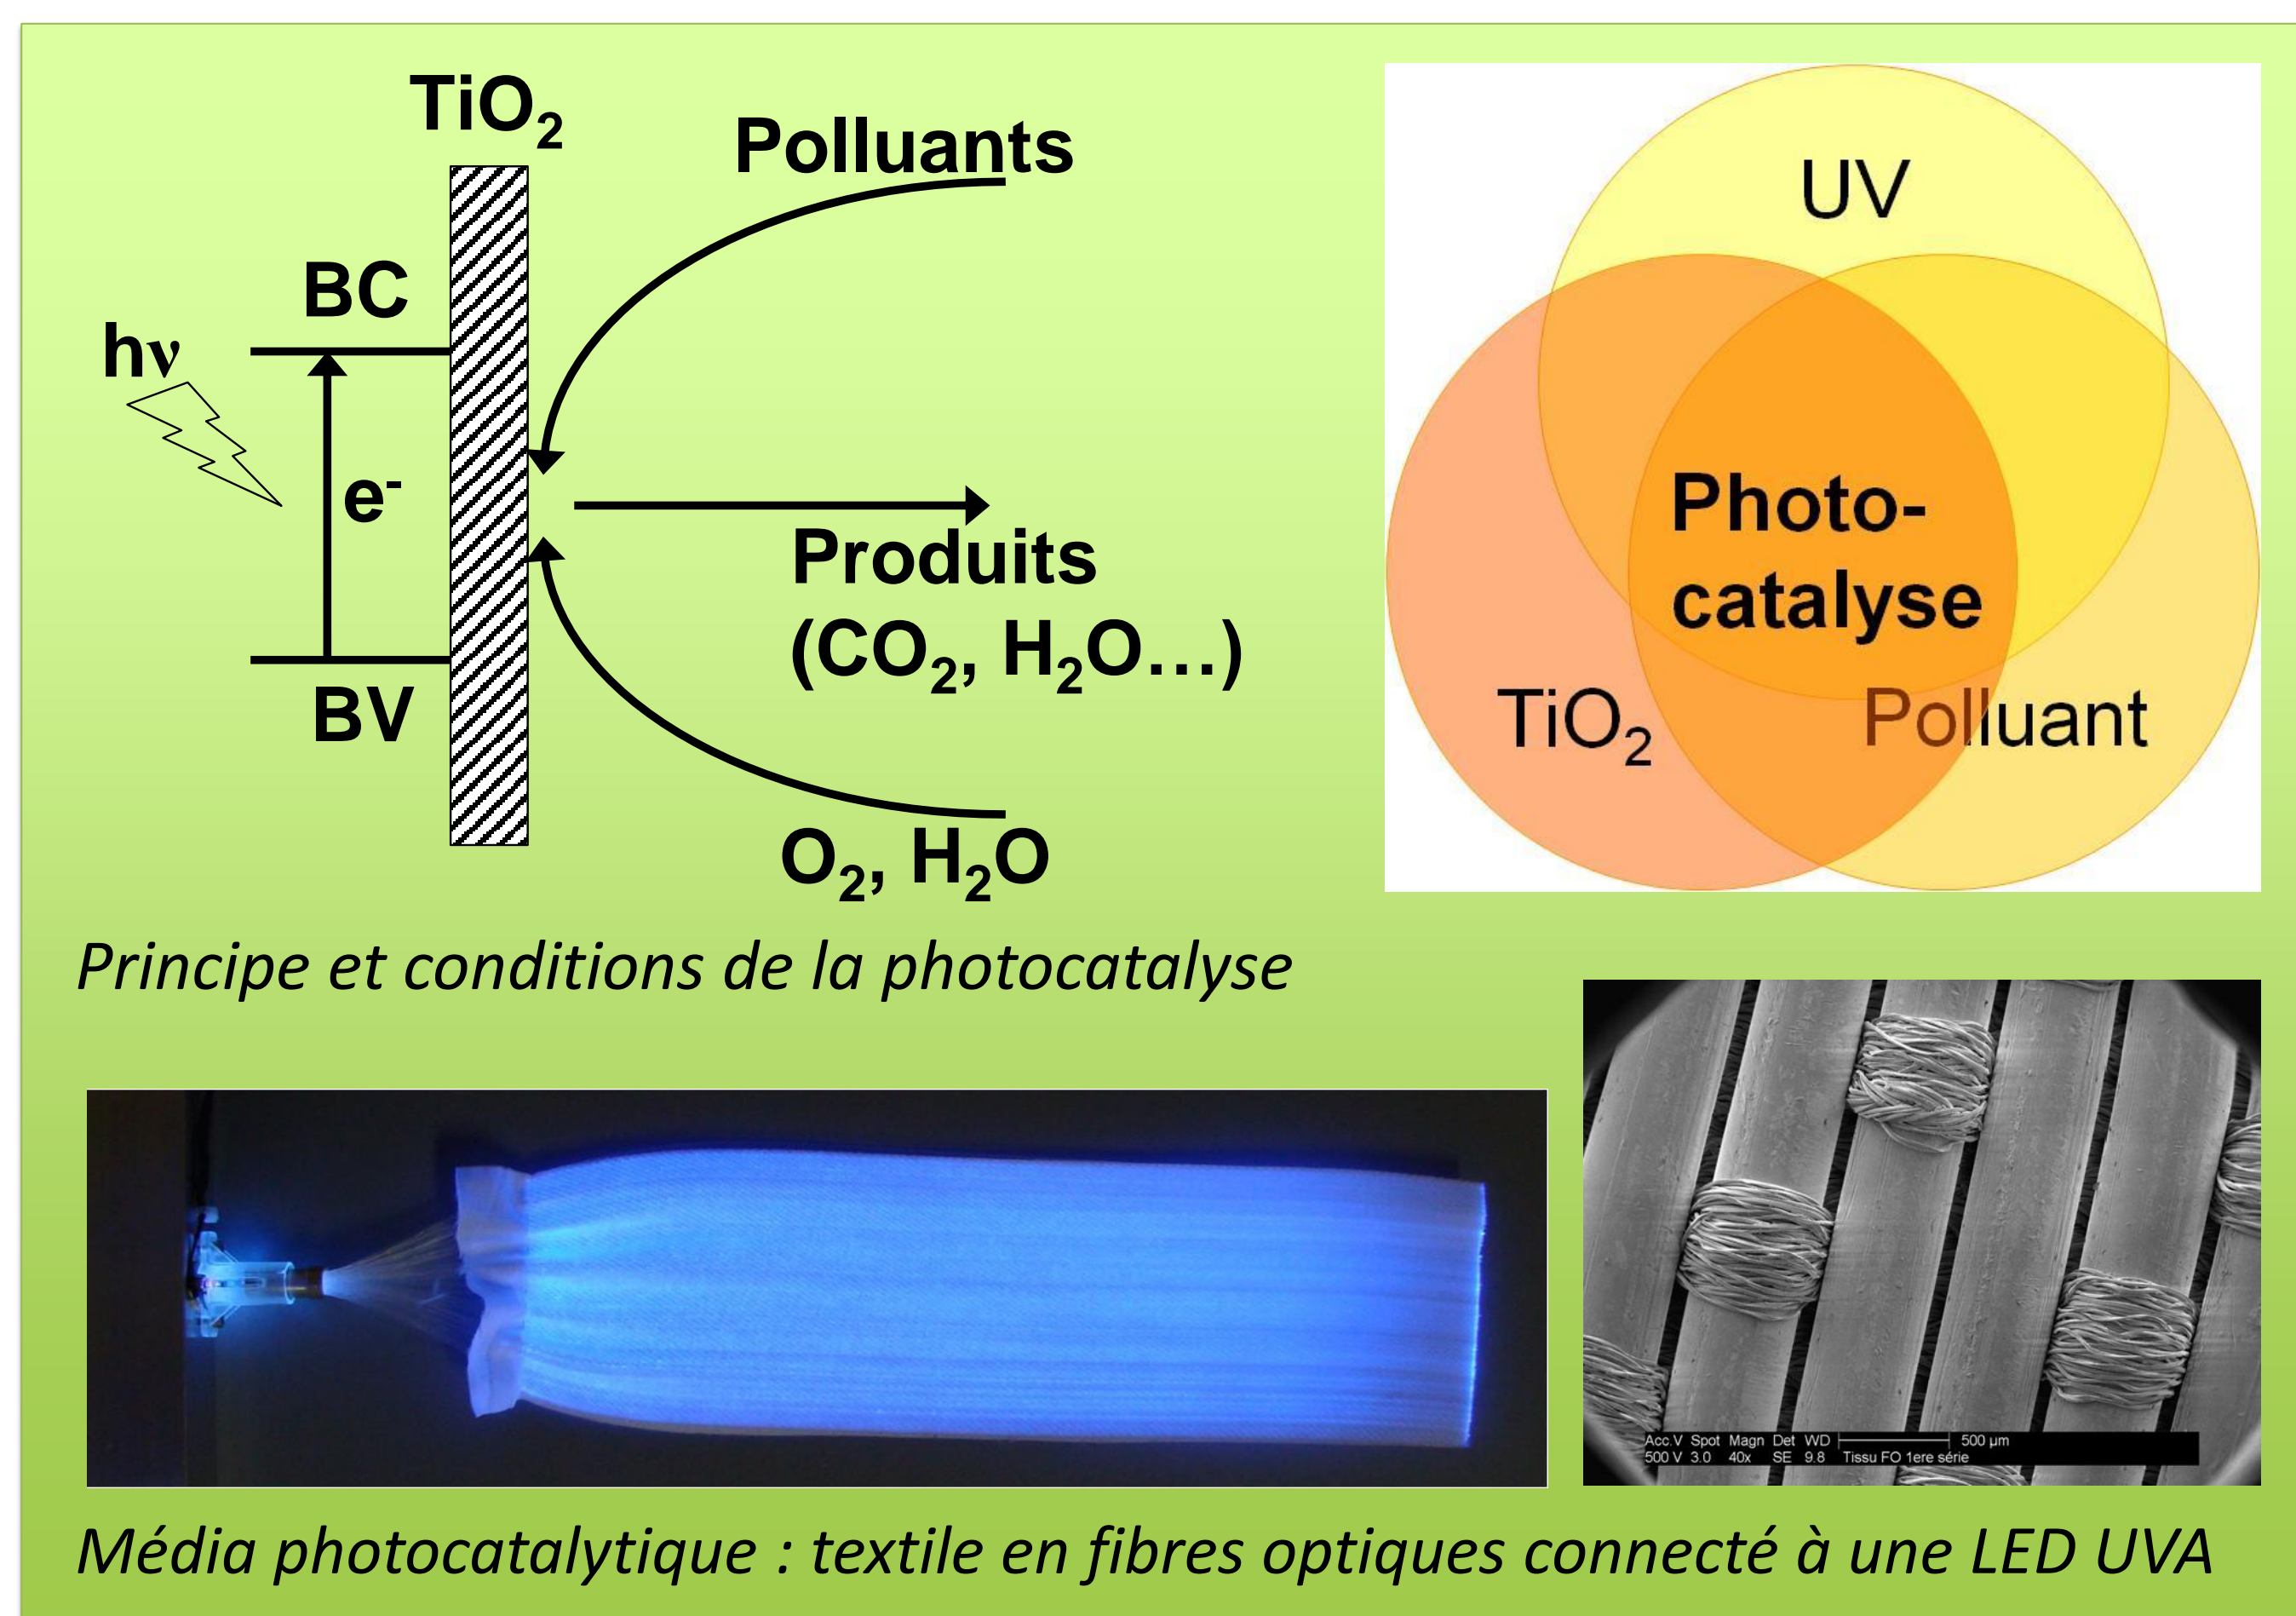 TiO₂
Polluants
BC
hν
e⁻
Produits
(CO₂, H₂O…)
BV
O₂, H₂O
UV
Photo-
catalyse
TiO₂
Polluant
Principe et conditions de la photocatalyse
Acc.V Spot Magn Det WD 500 µm
500 V 3.0 40x SE 9.8 Tissu FO 1ere série
Média photocatalytique : textile en fibres optiques connecté à une LED UVA